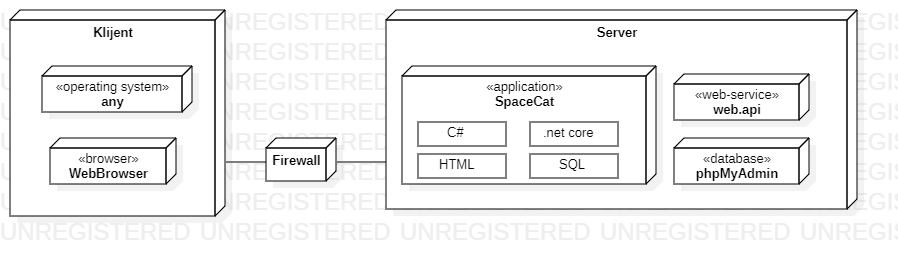 Klijent
«operating system»
any
«browser»
WebBrowser
Firewall
Server
«application»
SpaceCat
C#
.net core
HTML
SQL
«web-service»
web.api
«database»
phpMyAdmin
UNREGISTERED UNREGISTERED UNREGISTERED UNREGISTERED UNREGIS